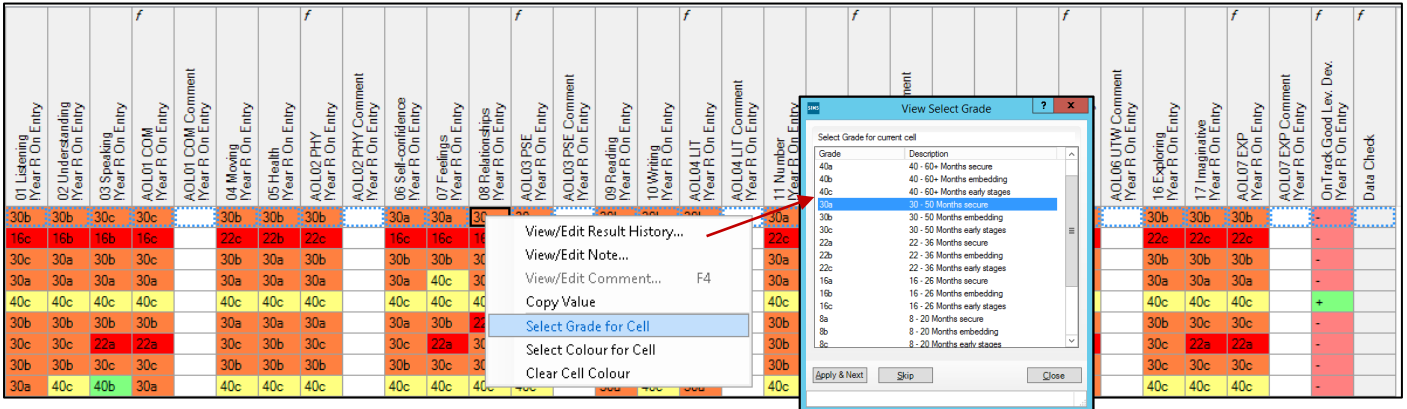 f f f f f f f f
01 Listening
!Year R On Entry
02 Understanding
!Year R On Entry
03 Speaking
!Year R On Entry
AOL01 COM
!Year R On Entry
AOL01 COM Comment
!Year R On Entry
04 Moving
!Year R On Entry
05 Health
!Year R On Entry
AOL02 PHY
!Year R On Entry
AOL02 PHY Comment
!Year R On Entry
06 Self-confidence
!Year R On Entry
07 Feelings
!Year R On Entry
08 Relationships
!Year R On Entry
AOL03 PSE
!Year R On Entry
AOL03 PSE Comment
!Year R On Entry
09 Reading
!Year R On Entry
10 Writing
!Year R On Entry
AOL04 LIT
!Year R On Entry
AOL04 LIT Comment
!Year R On Entry
11 Number
!Year R On Entry
AOL06 UTW Comment
!Year R On Entry
16 Exploring
!Year R On Entry
17 Imaginative
!Year R On Entry
AOL07 EXP
!Year R On Entry
AOL07 EXP Comment
!Year R On Entry
OnTrack Good Lev. Dev.
!Year R On Entry
Data Check
30b 30b 30c 30c 30b 30b 30b 30a 30a 30a 30b 30b 30b -
16c 16b 16b 16c 22c 22b 22c 16c 16c 22c 22c 22c 22c -
30c 30a 30b 30c 30b 30a 30b 30b 30b 30a 30b 30b 30b -
30a 30a 30a 30a 30a 30a 30a 30a 40c 30a 30a 30a 30a -
40c 40c 40c 40c 40c 40c 40c 40c 40c 40c 40c 40c 40c +
30b 30b 30b 30b 30a 30a 30a 30a 30b 30b 30b 30c 30c -
30c 30c 22a 22a 30c 30b 30c 30c 22a 30c 30c 22a 22a -
30b 30b 30c 30c 30b 30b 30b 30b 30c 30b 30b 30c 30c -
30a 40c 40b 30a 40c 40c 40c 40c 40c 40c 40c 40c 40c -
View/Edit Result History...
View/Edit Note...
View/Edit Comment... F4
Copy Value
Select Grade for Cell
Select Colour for Cell
Clear Cell Colour
SIMS View Select Grade ? x
Select Grade for current cell
Grade Description
40a 40 - 60+ Months secure
40b 40 - 60+ Months embedding
40c 40 - 60+ Months early stages
30a 30 - 50 Months secure
30b 30 - 50 Months embedding
30c 30 - 50 Months early stages
22a 22 - 36 Months secure
22b 22 - 36 Months embedding
22c 22 - 36 Months early stages
16a 16 - 26 Months secure
16b 16 - 26 Months embedding
16c 16 - 26 Months early stages
8a 8 - 20 Months secure
8b 8 - 20 Months embedding
8c 8 - 20 Months early stages
Apply & Next Skip Close